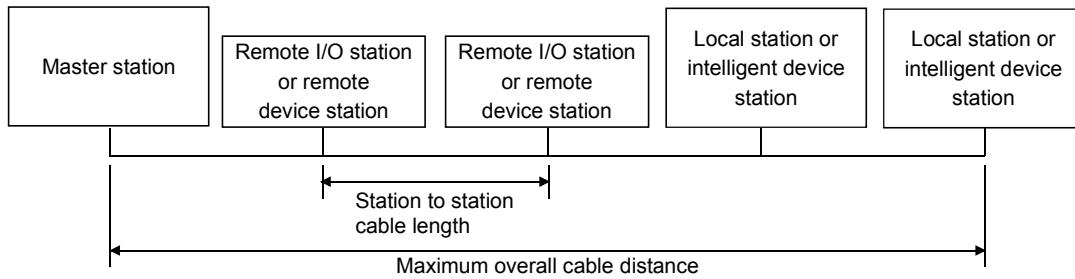 Master station
Remote I/O station
or remote
device station
Remote I/O station
or remote
device station
Local station or
intelligent device
station
Local station or
intelligent device
station
Station to station
cable length
Maximum overall cable distance